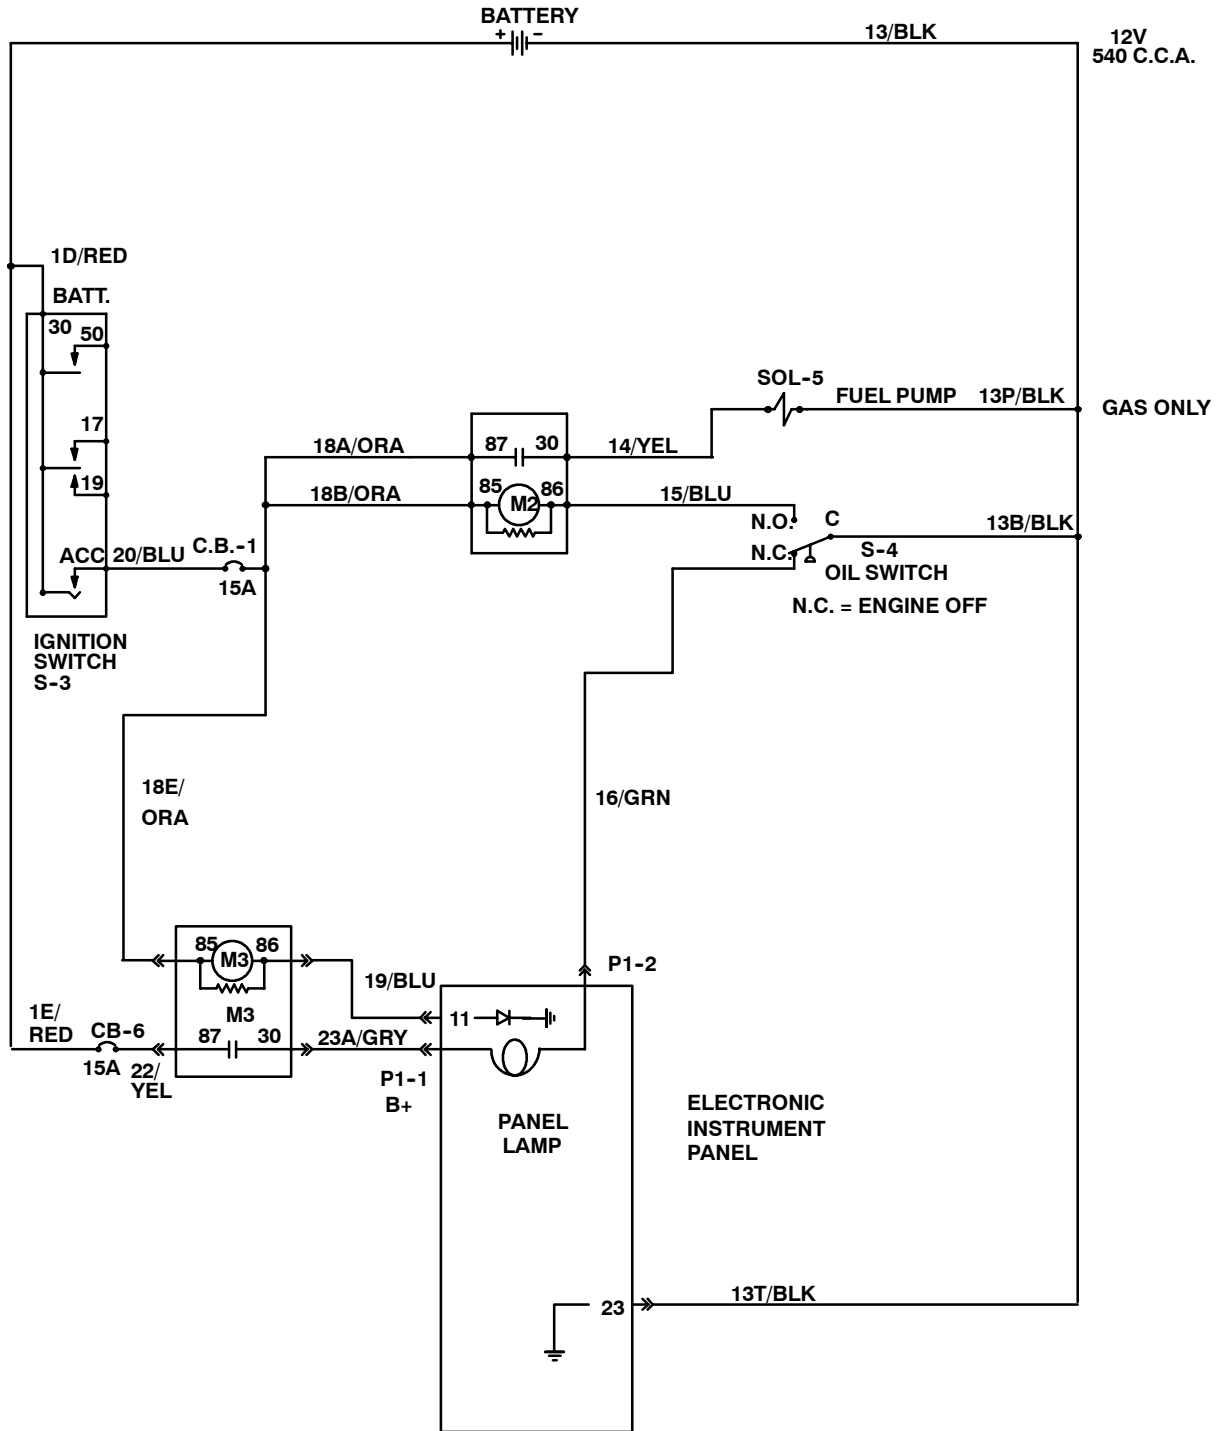 BATTERY
+ −
13/BLK
12V
540 C.C.A.
1D/RED
BATT.
30
50
17
19
ACC
20/BLU
C.B.-1
15A
IGNITION
SWITCH
S-3
18A/ORA
87
30
14/YEL
SOL-5
FUEL PUMP
13P/BLK
GAS ONLY
18B/ORA
85
M2
86
15/BLU
N.O.
C
13B/BLK
N.C.
S-4
OIL SWITCH
N.C. = ENGINE OFF
18E/
ORA
16/GRN
85
M3
86
P1-2
19/BLU
M3
11
1E/
RED
CB-6
15A
22/
YEL
87
30
23A/GRY
P1-1
B+
PANEL
LAMP
ELECTRONIC
INSTRUMENT
PANEL
23
13T/BLK